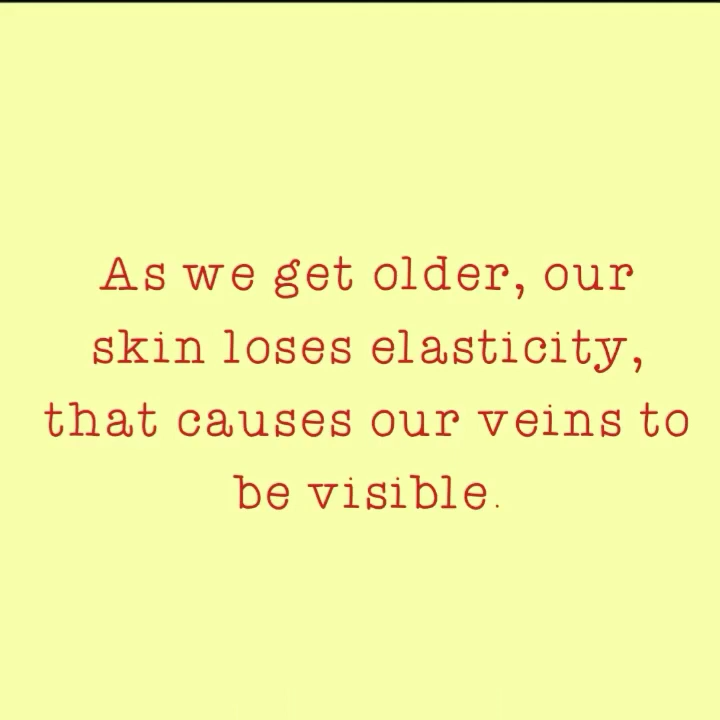 As we get older, our
skin loses elasticity,
that causes our veins to
be visible.